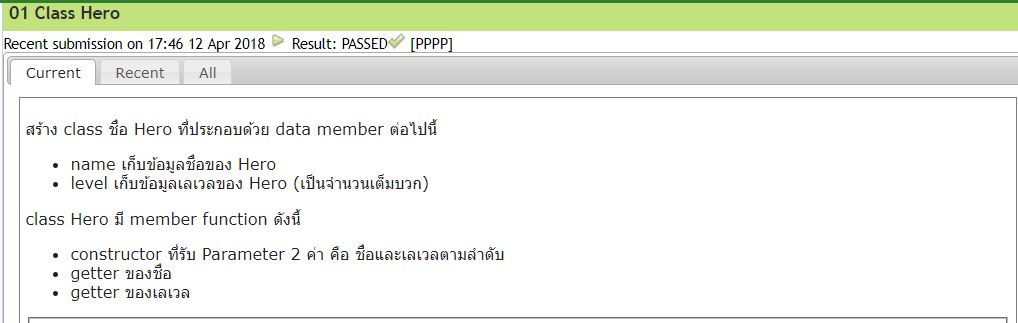 01 Class Hero
Recent submission on 17:46 12 Apr 2018 Result: PASSED [PPPP]
Current Recent All
สร้าง class ชื่อ Hero ที่ประกอบด้วย data member ต่อไปนี้
• name เก็บข้อมูลชื่อของ Hero
• level เก็บข้อมูลเลเวลของ Hero (เป็นจำนวนเต็มบวก)
class Hero มี member function ดังนี้
• constructor ที่รับ Parameter 2 ค่า คือ ชื่อและเลเวลตามลำดับ
• getter ของชื่อ
• getter ของเลเวล